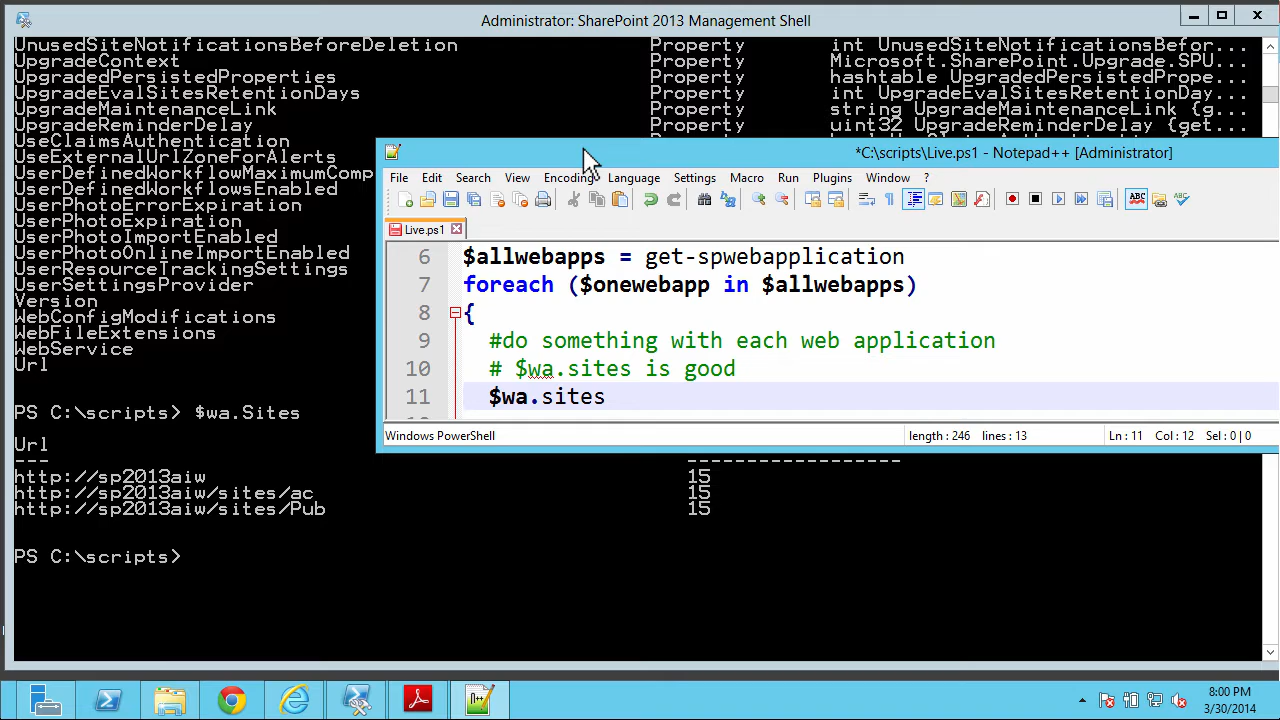 Administrator: SharePoint 2013 Management Shell
UnusedSiteNotificationsBeforeDeletion Property int UnusedSiteNotificationsBefor...
UpgradeContext Property Microsoft.SharePoint.Upgrade.SPU...
UpgradedPersistedProperties Property hashtable UpgradedPersistedPrope...
UpgradeEvalSitesRetentionDays Property int UpgradeEvalSitesRetentionDay...
UpgradeMaintenanceLink Property string UpgradeMaintenanceLink {g...
UpgradeReminderDelay Property uint32 UpgradeReminderDelay {get...
UseClaimsAuthentication
UseExternalUrlZoneForAlerts
UserDefinedWorkflowMaximumComp
UserDefinedWorkflowsEnabled
UserPhotoErrorExpiration
UserPhotoExpiration
UserPhotoImportEnabled
UserPhotoOnlineImportEnabled
UserResourceTrackingSettings
UserSettingsProvider
Version
WebConfigModifications
WebFileExtensions
WebService
Url
PS C:\scripts> $wa.Sites
Url
--- ------------------
http://sp2013aiw 15
http://sp2013aiw/sites/ac 15
http://sp2013aiw/sites/Pub 15
PS C:\scripts>
*C:\scripts\Live.ps1 - Notepad++ [Administrator]
File Edit Search View Encoding Language Settings Macro Run Plugins Window ?
Live.ps1
6 $allwebapps = get-spwebapplication
7 foreach ($onewebapp in $allwebapps)
8 {
9 #do something with each web application
10 # $wa.sites is good
11 $wa.sites
Windows PowerShell length : 246 lines : 13 Ln : 11 Col : 12 Sel : 0 | 0
8:00 PM
3/30/2014